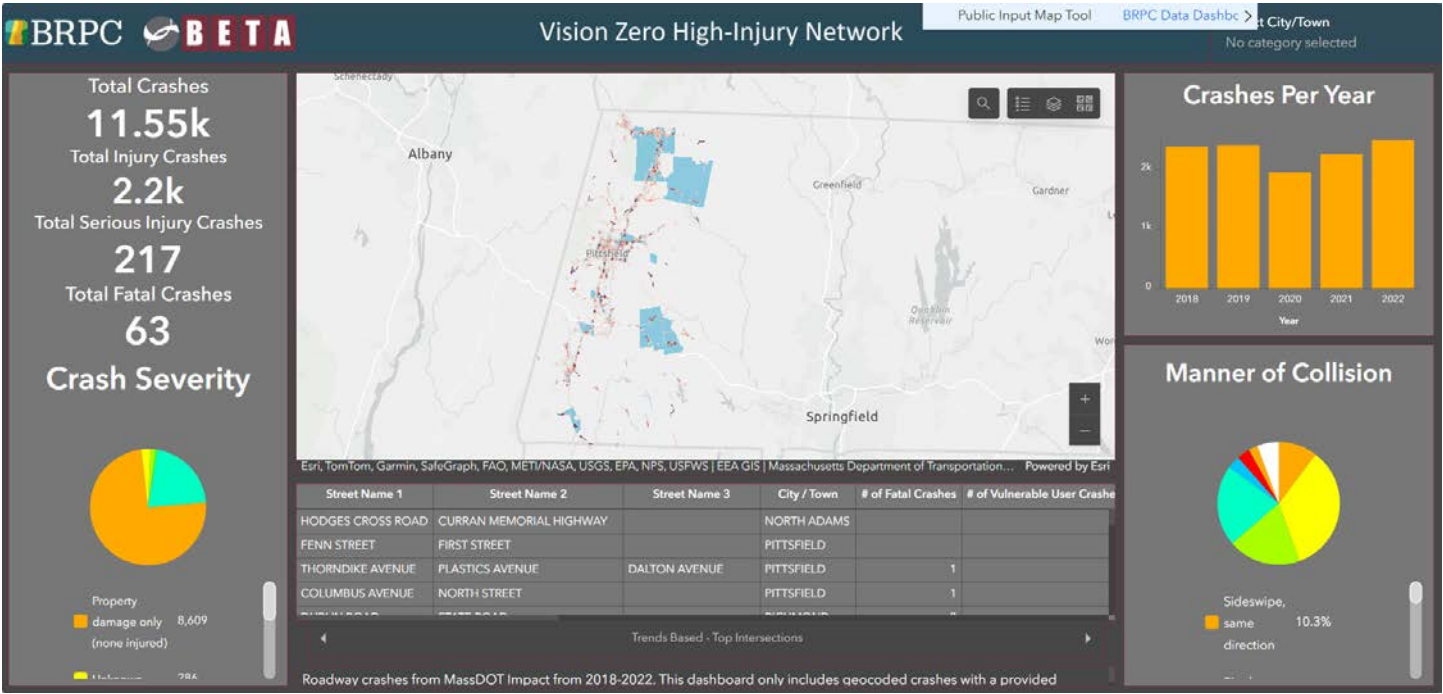 BRPC BETA
Vision Zero High-Injury Network
Public Input Map Tool
BRPC Data Dashbc >
t City/Town
No category selected
Total Crashes
11.55k
Total Injury Crashes
2.2k
Total Serious Injury Crashes
217
Total Fatal Crashes
63
Crash Severity
Property
damage only
(none injured)
8,609
Unknown 286
Schenectady
Albany
Pittsfield
Greenfield
Gardner
Quabbin
Reservoir
Wor
Springfield
+
−
Esri, TomTom, Garmin, SafeGraph, FAO, METI/NASA, USGS, EPA, NPS, USFWS | EEA GIS | Massachusetts Department of Transportation... Powered by Esri
Street Name 1 Street Name 2 Street Name 3 City / Town # of Fatal Crashes # of Vulnerable User Crashe
HODGES CROSS ROAD CURRAN MEMORIAL HIGHWAY NORTH ADAMS
FENN STREET FIRST STREET PITTSFIELD
THORNDIKE AVENUE PLASTICS AVENUE DALTON AVENUE PITTSFIELD 1
COLUMBUS AVENUE NORTH STREET PITTSFIELD 1
DUBLIN ROAD STATE ROAD RICHMOND
Trends Based - Top Intersections
Roadway crashes from MassDOT Impact from 2018-2022. This dashboard only includes geocoded crashes with a provided
Crashes Per Year
2k
1k
0
2018 2019 2020 2021 2022
Year
Manner of Collision
Sideswipe,
same
direction
10.3%